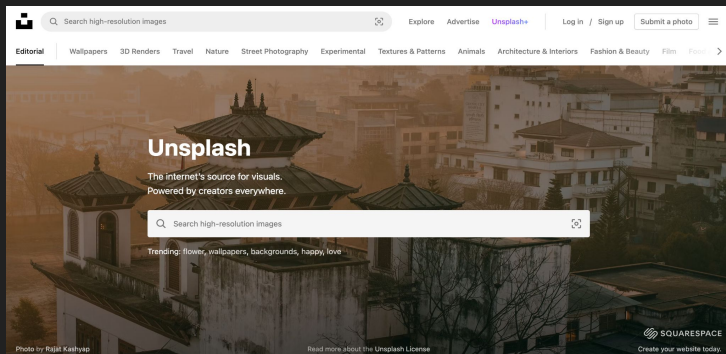 Search high-resolution images
Explore Advertise Unsplash+ Log in / Sign up Submit a photo
Editorial Wallpapers 3D Renders Travel Nature Street Photography Experimental Textures & Patterns Animals Architecture & Interiors Fashion & Beauty Film
Unsplash
The internet's source for visuals.
Powered by creators everywhere.
Search high-resolution images
Trending: flower, wallpapers, backgrounds, happy, love
SQUARESPACE
Photo by Rajat Kashyap Read more about the Unsplash License Create your website today.